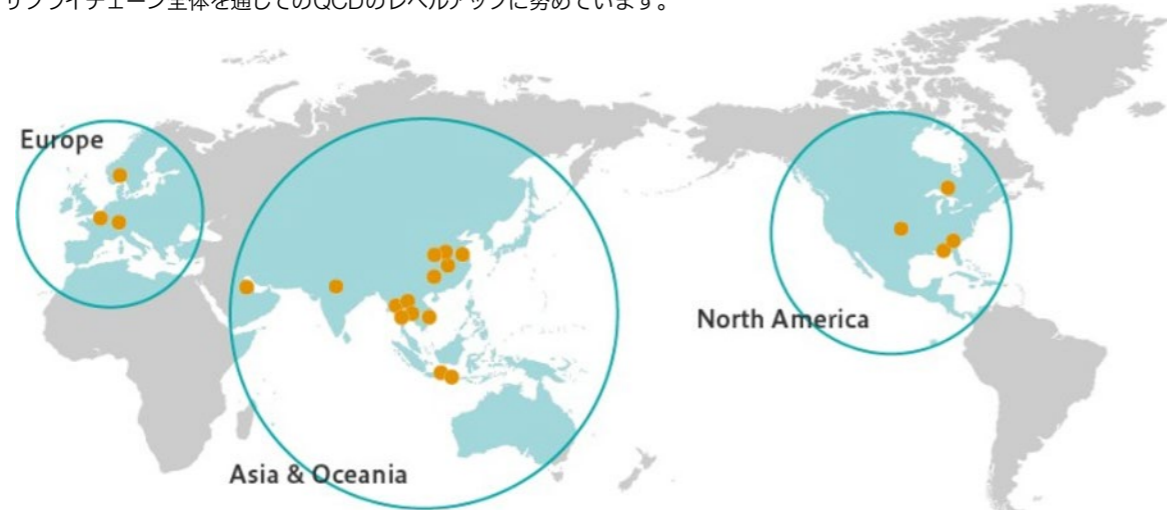 サプライチェーン全体を通じてのQCDのレベルアップに努めています。
Europe
North America
Asia & Oceania